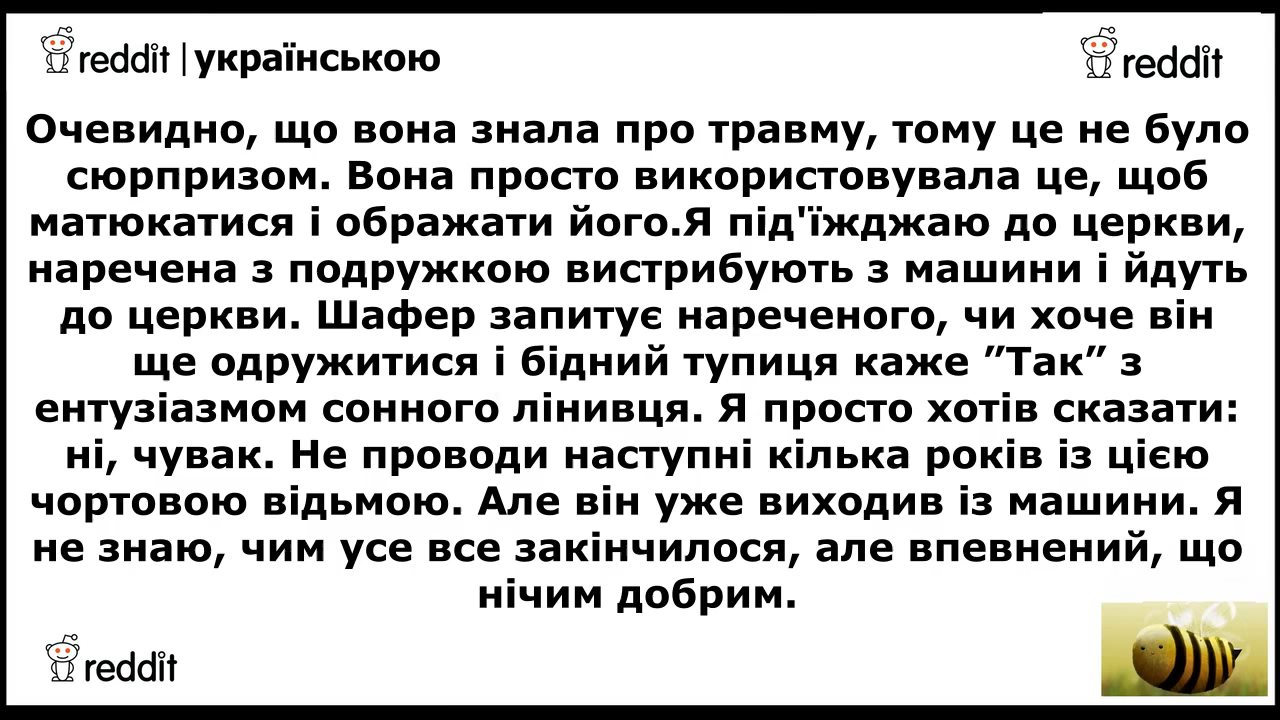 reddit | українською
reddit
Очевидно, що вона знала про травму, тому це не було
сюрпризом. Вона просто використовувала це, щоб
матюкатися і ображати його.Я під'їжджаю до церкви,
наречена з подружкою вистрибують з машини і йдуть
до церкви. Шафер запитує нареченого, чи хоче він
ще одружитися і бідний тупиця каже ”Так” з
ентузіазмом сонного лінивця. Я просто хотів сказати:
ні, чувак. Не проводи наступні кілька років із цією
чортовою відьмою. Але він уже виходив із машини. Я
не знаю, чим усе все закінчилося, але впевнений, що
нічим добрим.
reddit